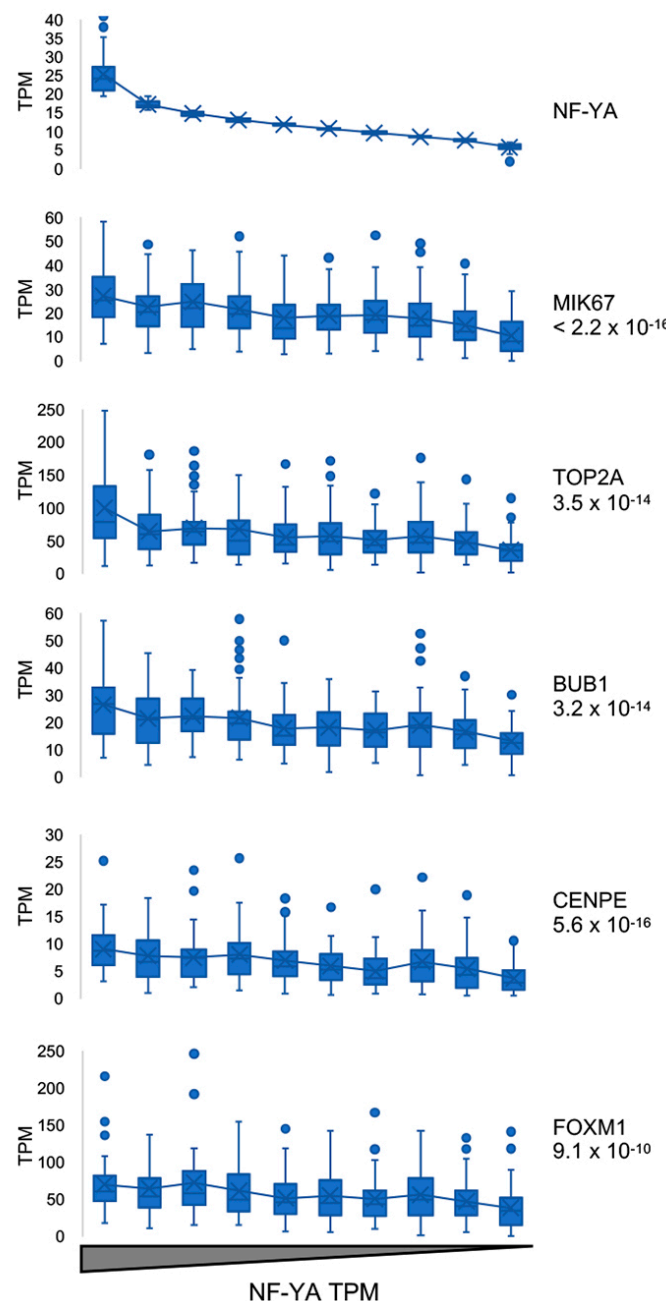 40
35
30
25
20
15
10
5
0
TPM
NF-YA
60
50
40
30
20
10
0
TPM
MIK67
< 2.2 x 10-16
250
200
150
100
50
0
TPM
TOP2A
3.5 x 10-14
60
50
40
30
20
10
0
TPM
BUB1
3.2 x 10-14
30
25
20
15
10
5
0
TPM
CENPE
5.6 x 10-16
250
200
150
100
50
0
TPM
FOXM1
9.1 x 10-10
NF-YA TPM